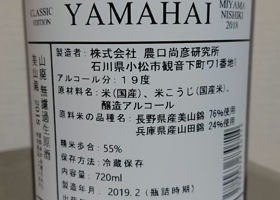 CLASSIC EDITION
YAMAHAI
MIYAMA NISHIKI 2018
製造者：株式会社 農口尚彦研究所
石川県小松市観音下町ワ1番地1
アルコール分：19度
原材料名：米(国産)、米こうじ(国産米)、
醸造アルコール
原料米の品種名：長野県産美山錦 76％使用
兵庫県産山田錦 24％使用
精米歩合：55％
保存方法：冷蔵保存
内容量：720ml
製造年月：2019. 2 (瓶詰時期)
山廃無濾過生原酒
美山錦 2018